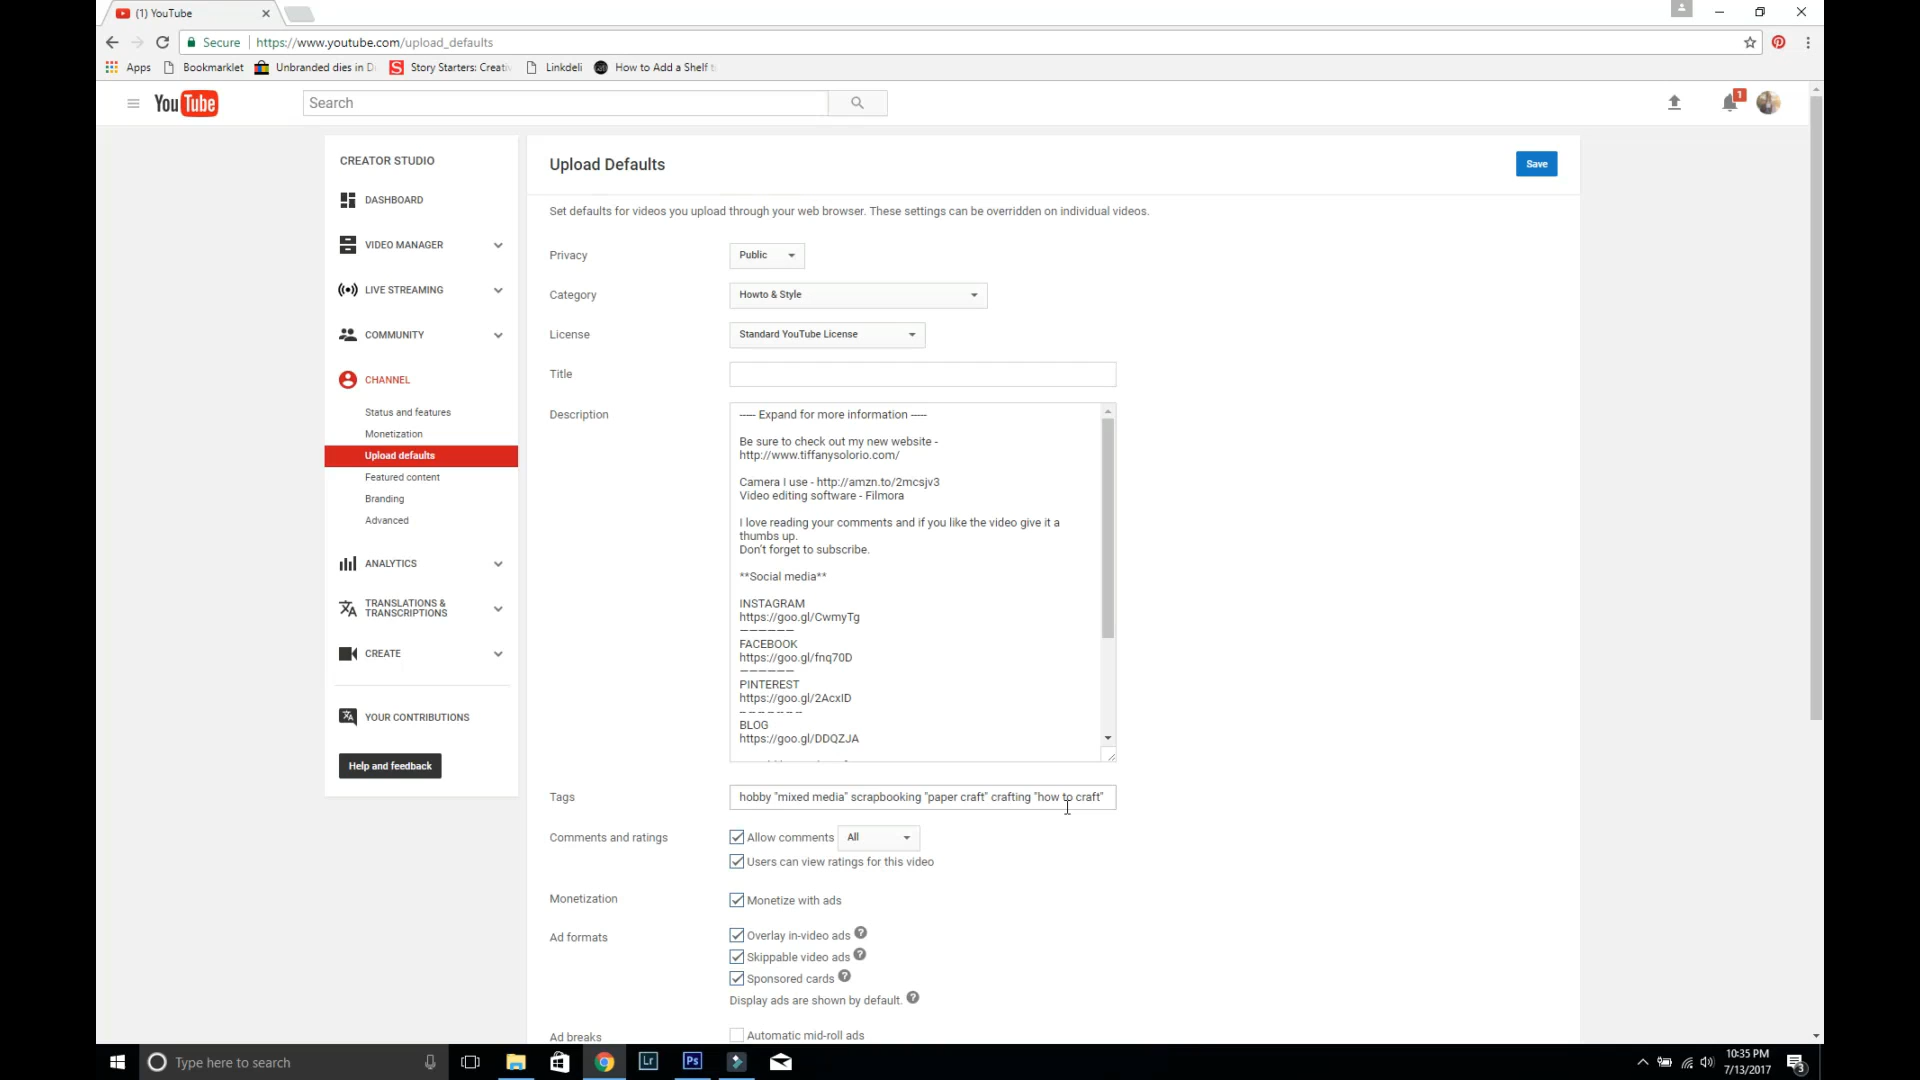 (1) YouTube
Secure https://www.youtube.com/upload_defaults
Apps Bookmarklet Unbranded dies in D Story Starters: Creati Linkdeli How to Add a Shelf t
YouTube Search 1
CREATOR STUDIO
DASHBOARD
VIDEO MANAGER
LIVE STREAMING
COMMUNITY
CHANNEL
Status and features
Monetization
Upload defaults
Featured content
Branding
Advanced
ANALYTICS
TRANSLATIONS &
TRANSCRIPTIONS
CREATE
YOUR CONTRIBUTIONS
Help and feedback
Upload Defaults Save
Set defaults for videos you upload through your web browser. These settings can be overridden on individual videos.
Privacy Public
Category Howto & Style
License Standard YouTube License
Title
Description
----- Expand for more information -----
Be sure to check out my new website -
http://www.tiffanysolorio.com/
Camera I use - http://amzn.to/2mcsjv3
Video editing software - Filmora
I love reading your comments and if you like the video give it a
thumbs up.
Don't forget to subscribe.
**Social media**
INSTAGRAM
https://goo.gl/CwmyTg
——————
FACEBOOK
https://goo.gl/fnq70D
——————
PINTEREST
https://goo.gl/2AcxID
– – – – – – –
BLOG
https://goo.gl/DDQZJA
Tags hobby "mixed media" scrapbooking "paper craft" crafting "how to craft"
Comments and ratings Allow comments All
Users can view ratings for this video
Monetization Monetize with ads
Ad formats Overlay in-video ads ?
Skippable video ads ?
Sponsored cards ?
Display ads are shown by default. ?
Ad breaks Automatic mid-roll ads
Type here to search Lr Ps 10:35 PM
7/13/2017 3